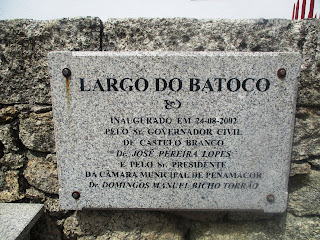 LARGO DO BATOCO
INAUGURADO EM 24-08-2002
PELO Sr. GOVERNADOR CIVIL
DE CASTELO BRANCO
Dr. JOSÉ PEREIRA LOPES
E PELO Sr. PRESIDENTE
DA CÂMARA MUNICIPAL DE PENAMACOR
Dr. DOMINGOS MANUEL BICHO TORRÃO